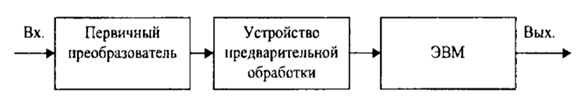 Вх.
Первичный
преобразователь
Устройство
предварительной
обработки
ЭВМ
Вых.